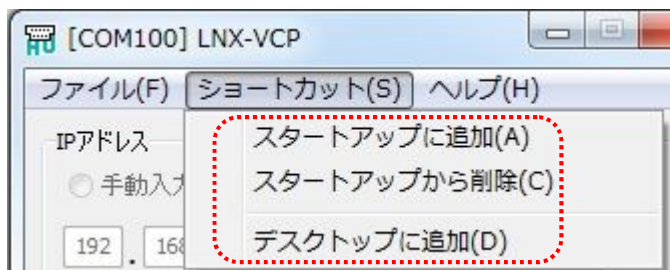 [COM100] LNX-VCP
ファイル(F) ショートカット(S) ヘルプ(H)
IPアドレス スタートアップに追加(A)
手動入力 スタートアップから削除(C)
192 . 168 デスクトップに追加(D)